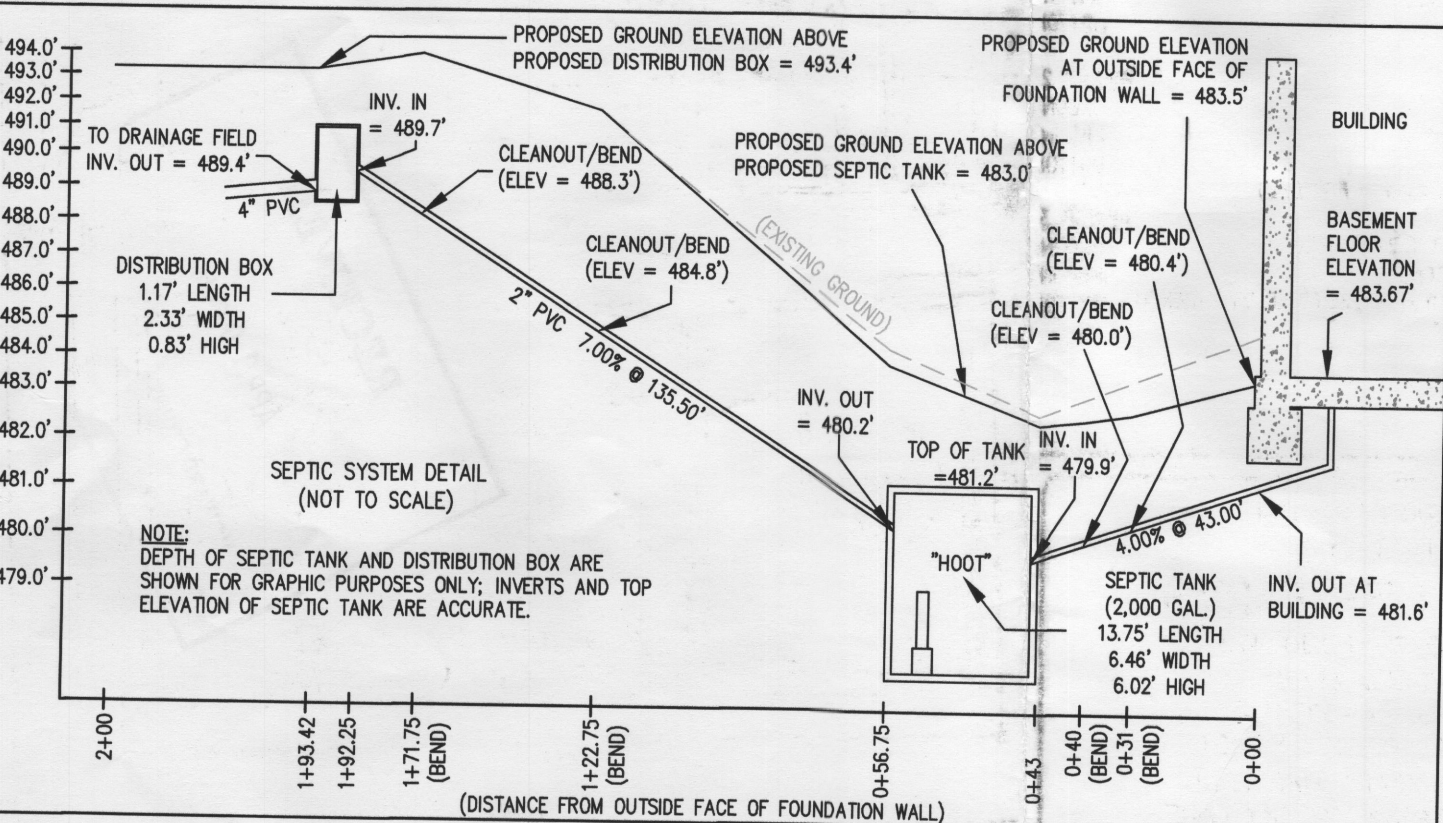 494.0'
493.0'
492.0'
491.0'
490.0'
489.0'
488.0'
487.0'
486.0'
485.0'
484.0'
483.0'
482.0'
481.0'
480.0'
479.0'
PROPOSED GROUND ELEVATION ABOVE
PROPOSED DISTRIBUTION BOX = 493.4'
PROPOSED GROUND ELEVATION
AT OUTSIDE FACE OF
FOUNDATION WALL = 483.5'
BUILDING
INV. IN
= 489.7'
TO DRAINAGE FIELD
INV. OUT = 489.4'
4" PVC
CLEANOUT/BEND
(ELEV = 488.3')
PROPOSED GROUND ELEVATION ABOVE
PROPOSED SEPTIC TANK = 483.0'
(EXISTING GROUND)
CLEANOUT/BEND
(ELEV = 484.8')
CLEANOUT/BEND
(ELEV = 480.4')
BASEMENT
FLOOR
ELEVATION
= 483.67'
DISTRIBUTION BOX
1.17' LENGTH
2.33' WIDTH
0.83' HIGH
2" PVC 7.00% @ 135.50'
CLEANOUT/BEND
(ELEV = 480.0')
INV. OUT
= 480.2'
TOP OF TANK
=481.2'
INV. IN
= 479.9'
SEPTIC SYSTEM DETAIL
(NOT TO SCALE)
NOTE:
DEPTH OF SEPTIC TANK AND DISTRIBUTION BOX ARE
SHOWN FOR GRAPHIC PURPOSES ONLY; INVERTS AND TOP
ELEVATION OF SEPTIC TANK ARE ACCURATE.
"HOOT"
4.00% @ 43.00'
SEPTIC TANK
(2,000 GAL.)
13.75' LENGTH
6.46' WIDTH
6.02' HIGH
INV. OUT AT
BUILDING = 481.6'
2+00
1+93.42
1+92.25
1+71.75
(BEND)
1+22.75
(BEND)
0+56.75
0+43
0+40
(BEND)
0+31
(BEND)
0+00
(DISTANCE FROM OUTSIDE FACE OF FOUNDATION WALL)